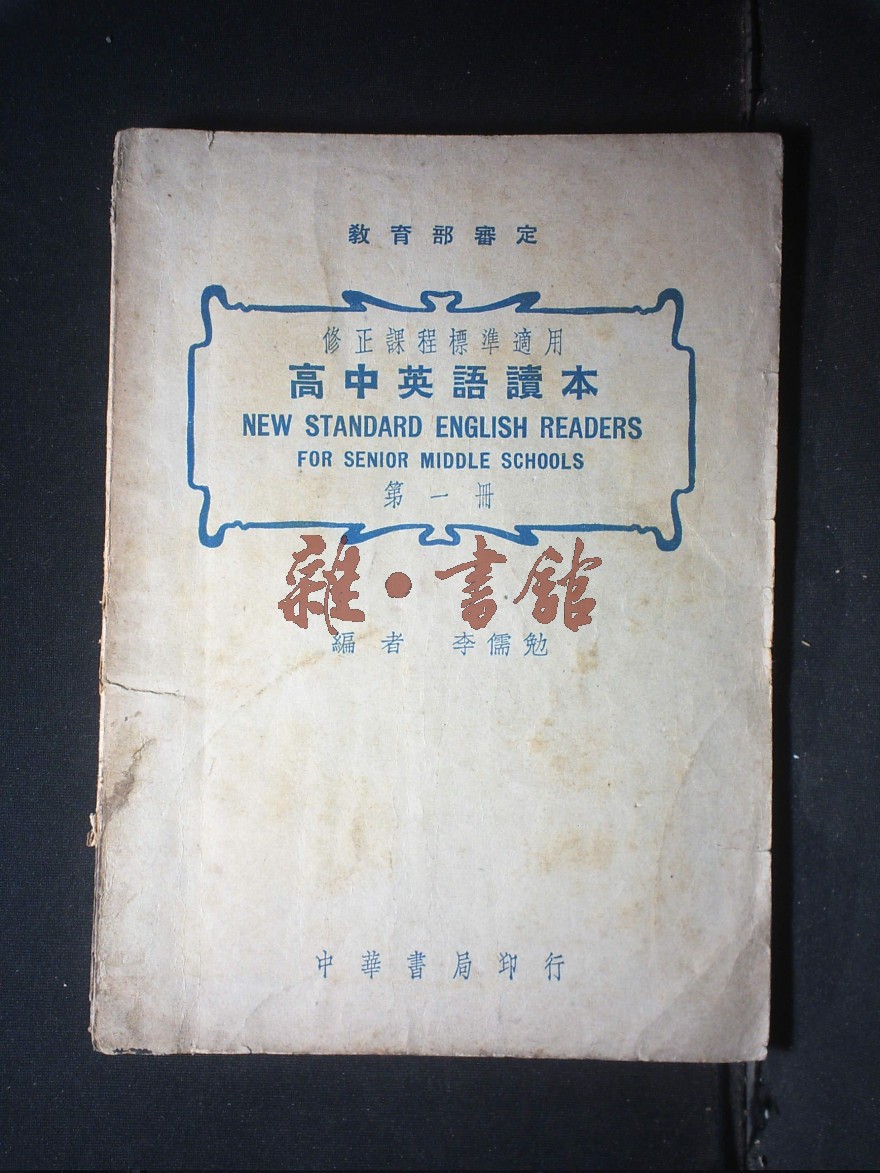 教育部審定
修正課程標準適用
高中英語讀本
NEW STANDARD ENGLISH READERS
FOR SENIOR MIDDLE SCHOOLS
第一冊
雜·書館
編者 李儒勉
中華書局印行